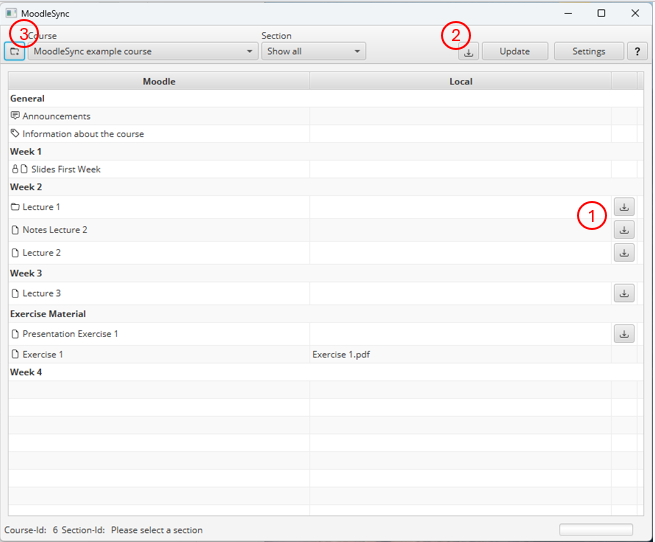 MoodleSync
3 Course Section 2
MoodleSync example course Show all Update Settings ?
Moodle Local
General
Announcements
Information about the course
Week 1
Slides First Week
Week 2
Lecture 1 1
Notes Lecture 2
Lecture 2
Week 3
Lecture 3
Exercise Material
Presentation Exercise 1
Exercise 1 Exercise 1.pdf
Week 4
Course-Id: 6 Section-Id: Please select a section